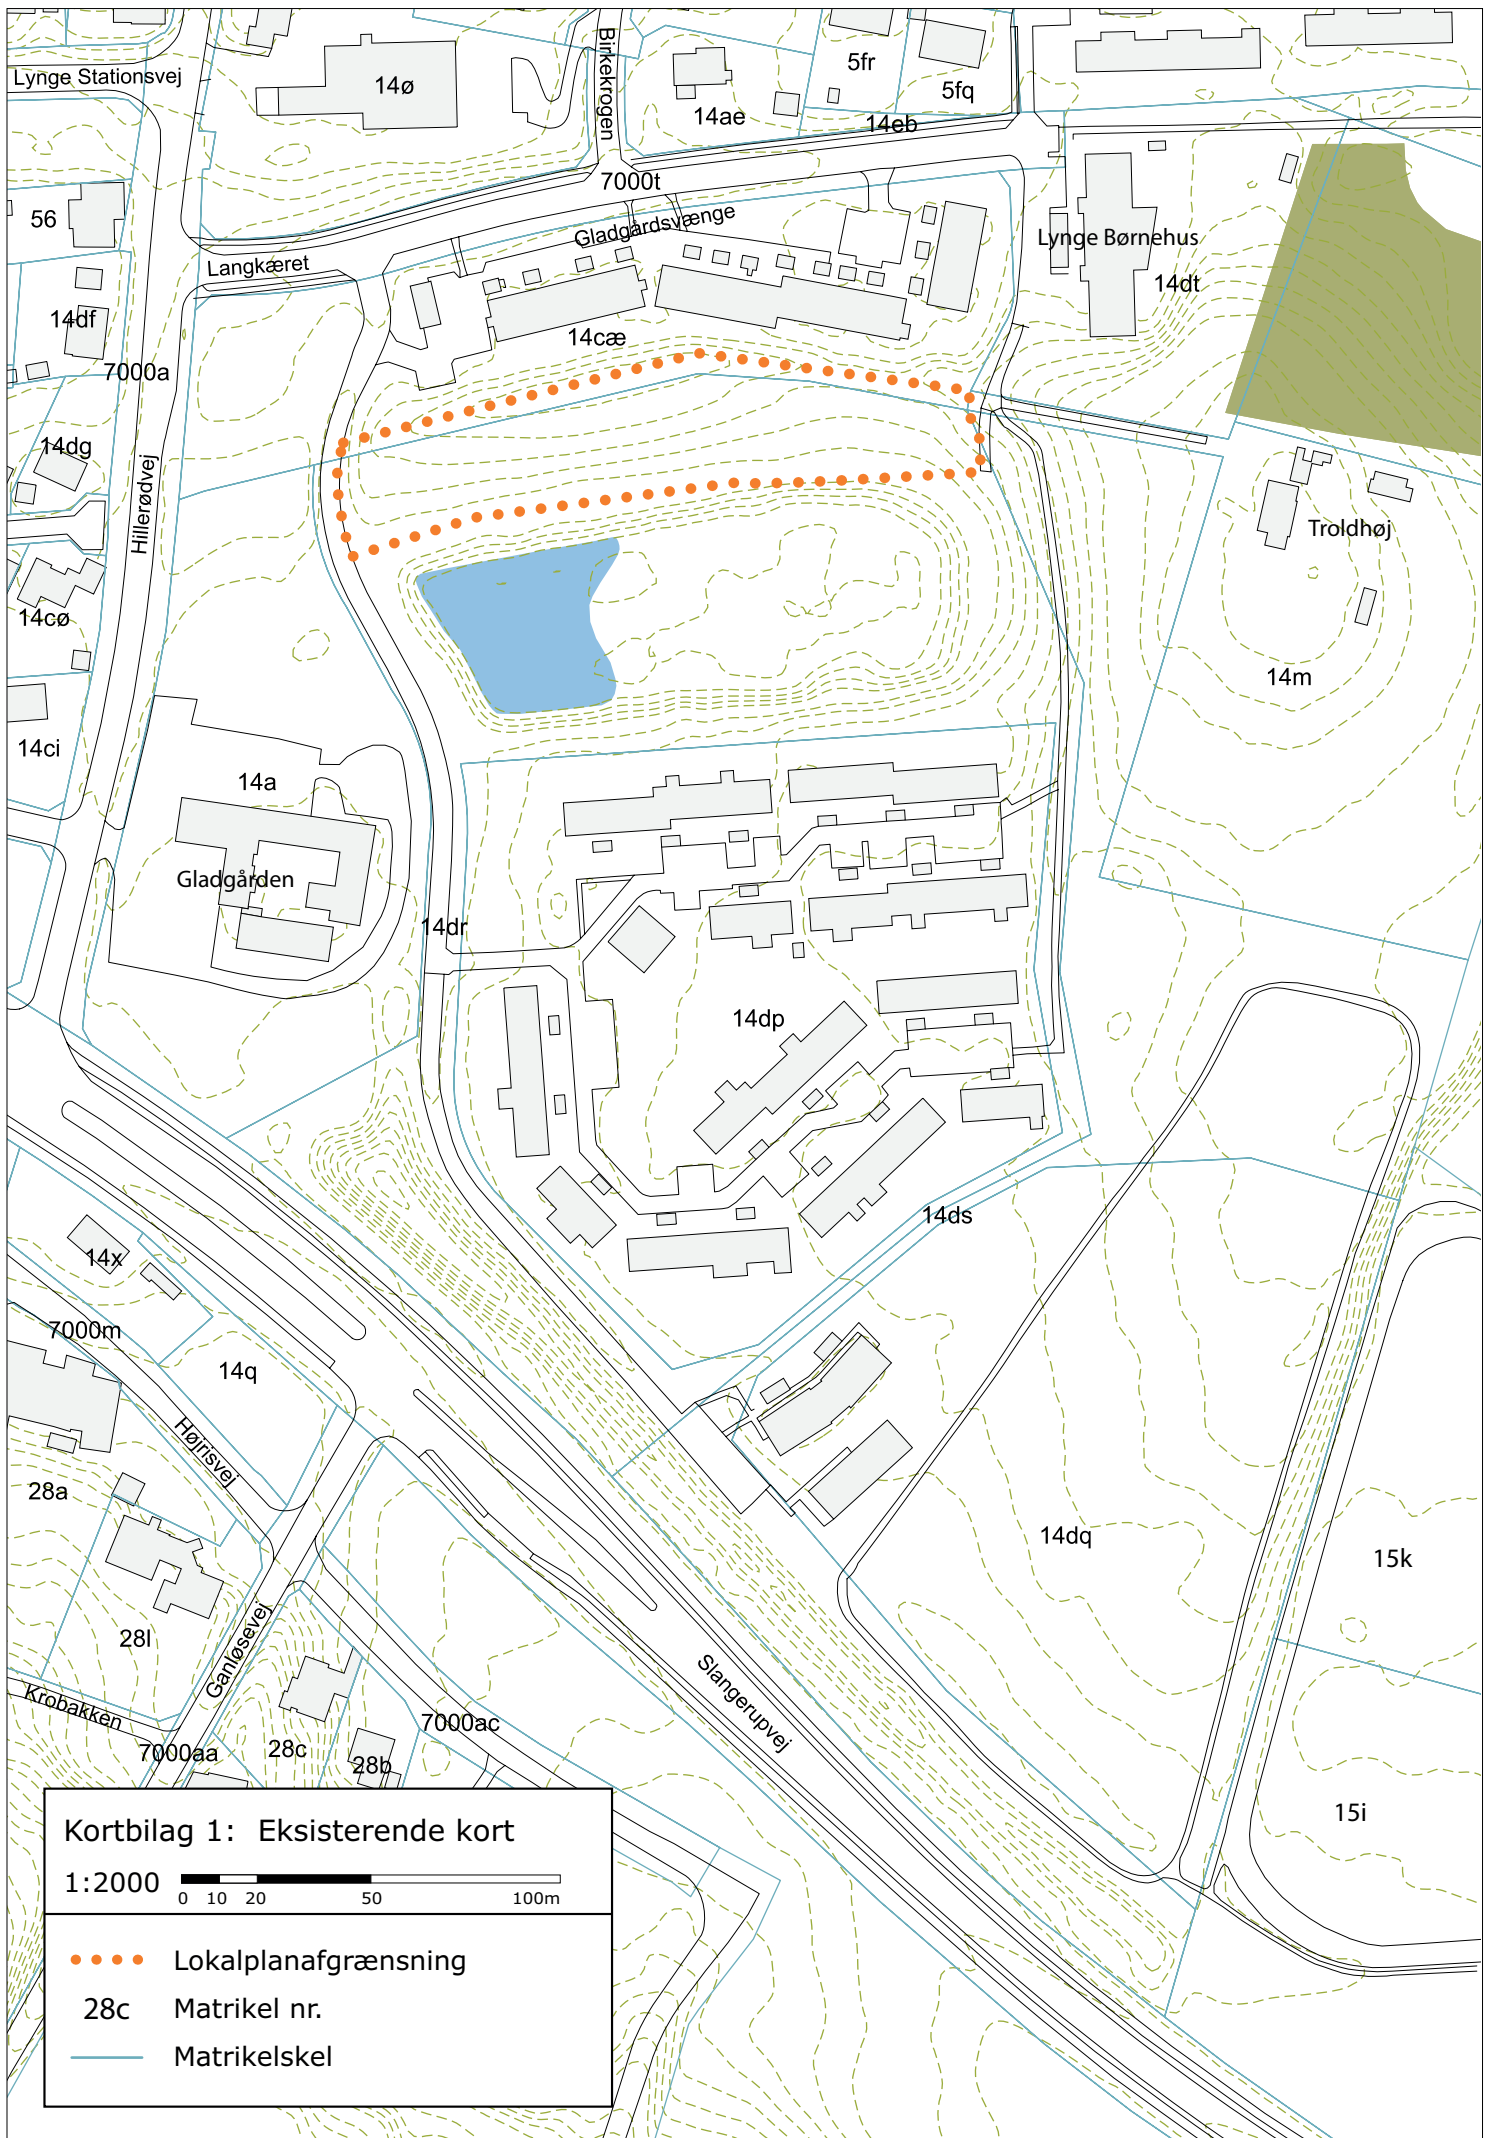 Lynge Stationsvej
14ø
Birkekrogen
14ae
5fr
5fq
14eb
7000t
56
Gladgårdsvænge
Lynge Børnehus
Langkæret
14dt
14df
14cæ
7000a
14dg
Hillerødvej
Troldhøj
14cø
14m
14ci
14a
Gladgården
14dr
14dp
14ds
14x
7000m
14q
Højrisvej
28a
14dq
15k
28l
Ganløsevej
Slangerupvej
Krobakken
7000ac
7000aa
28c
28b
15i
Kortbilag 1: Eksisterende kort
1:2000
0 10 20 50 100m
Lokalplanafgrænsning
28c Matrikel nr.
Matrikelskel